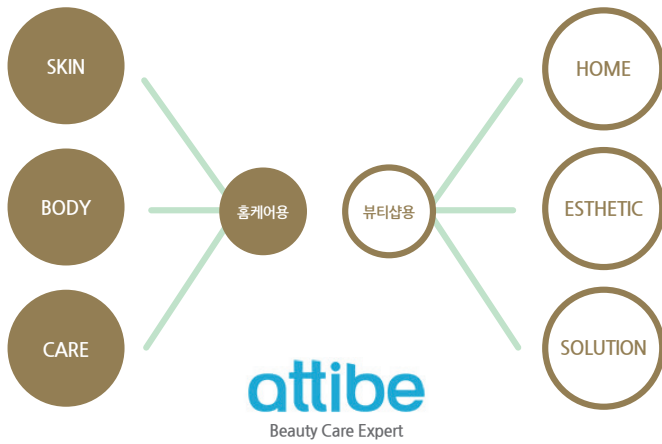 SKIN
HOME
BODY
홈케어용
뷰티샵용
ESTHETIC
CARE
SOLUTION
attibe
Beauty Care Expert